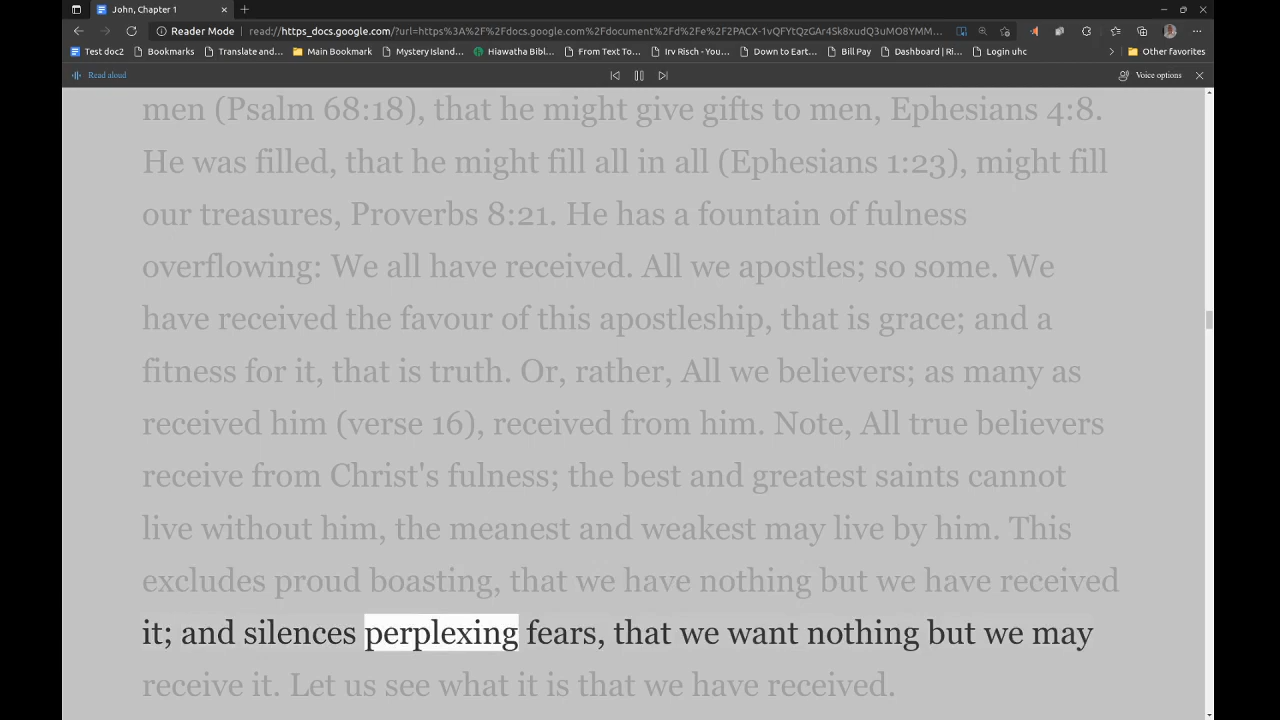 John, Chapter 1
Reader Mode read://https_docs.google.com/?url=https%3A%2F%2Fdocs.google.com%2Fdocument%2Fd%2Fe%2F2PACX-1vQFYtQzGAr4Sk8xudQ3uMO8YMM...
Test doc2 Bookmarks Translate and... Main Bookmark Mystery Island... Hiawatha Bibl... From Text To... Irv Risch - You... Down to Eart... Bill Pay Dashboard | Ri... Login uhc Other favorites
Read aloud Voice options
men (Psalm 68:18), that he might give gifts to men, Ephesians 4:8.
He was filled, that he might fill all in all (Ephesians 1:23), might fill
our treasures, Proverbs 8:21. He has a fountain of fulness
overflowing: We all have received. All we apostles; so some. We
have received the favour of this apostleship, that is grace; and a
fitness for it, that is truth. Or, rather, All we believers; as many as
received him (verse 16), received from him. Note, All true believers
receive from Christ's fulness; the best and greatest saints cannot
live without him, the meanest and weakest may live by him. This
excludes proud boasting, that we have nothing but we have received
it; and silences perplexing fears, that we want nothing but we may
receive it. Let us see what it is that we have received.